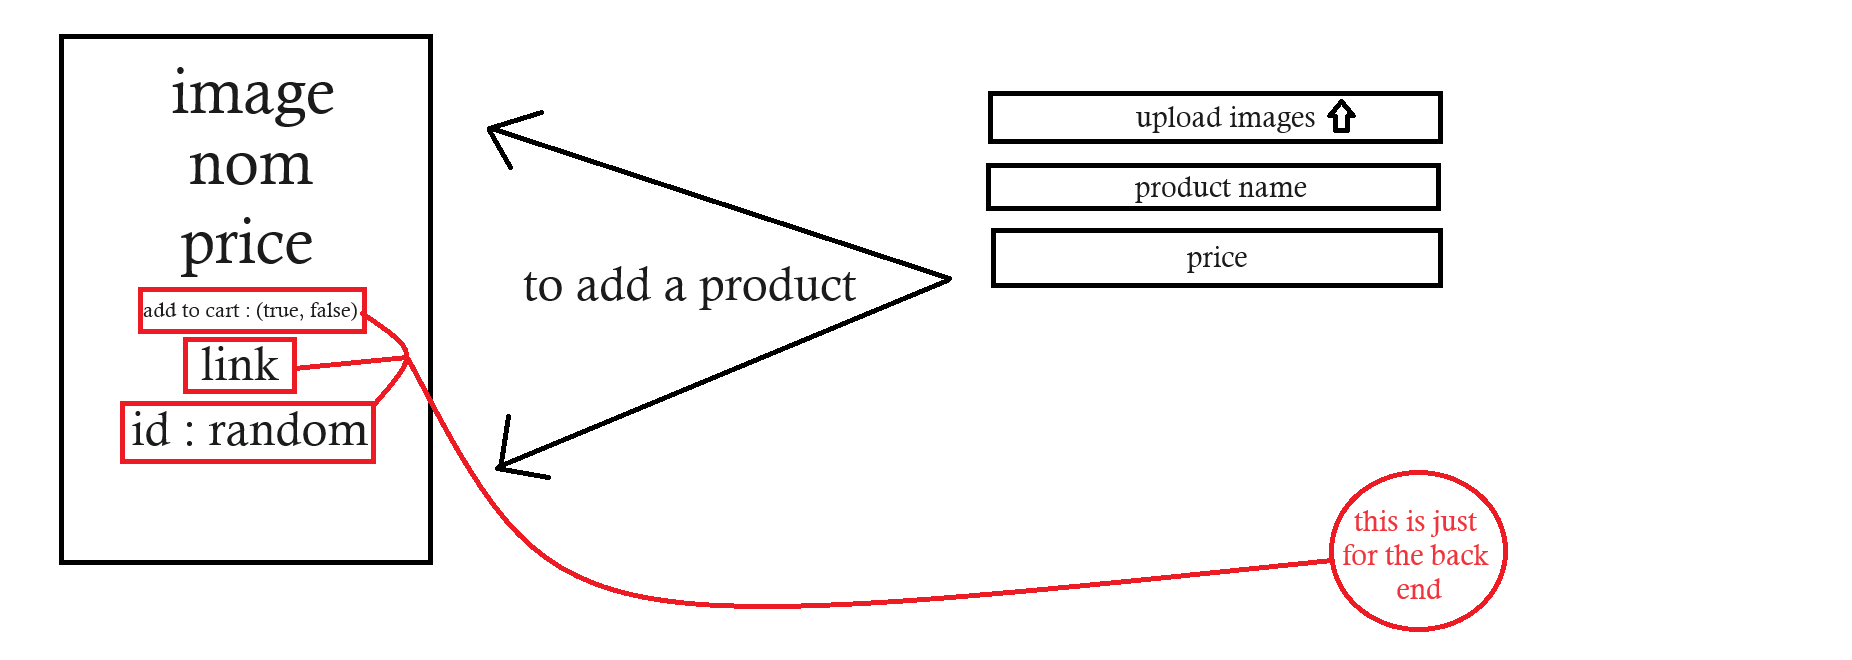 image
nom
price
add to cart : (true, false)
link
id : random
to add a product
upload images
product name
price
this is just
for the back
end